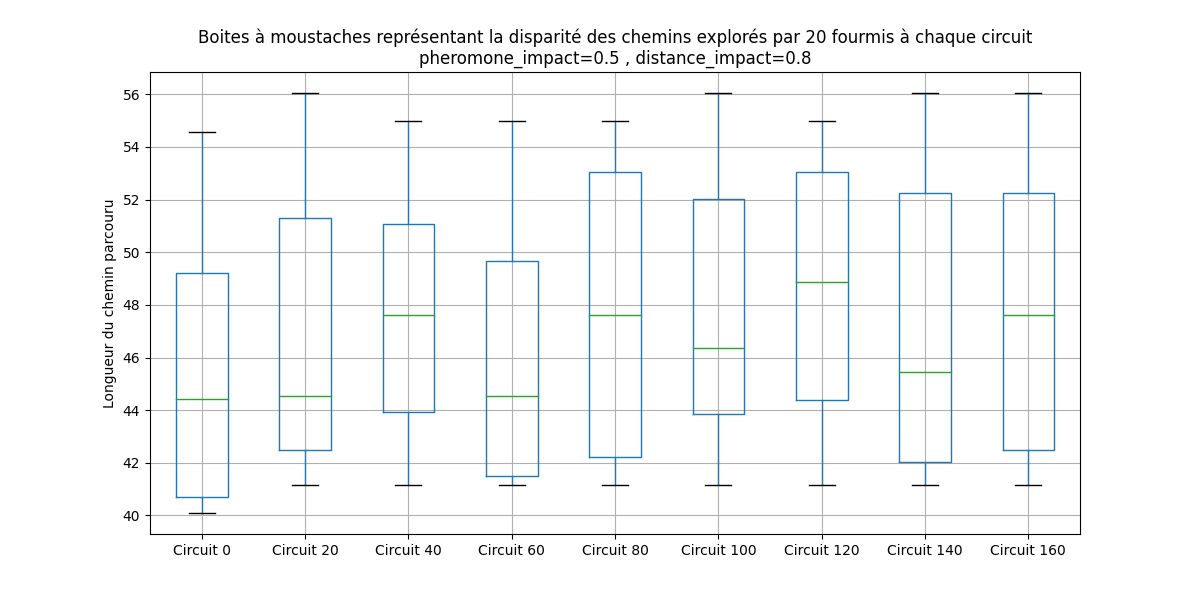 Boites à moustaches représentant la disparité des chemins explorés par 20 fourmis à chaque circuit
pheromone_impact=0.5 , distance_impact=0.8
56
54
52
50
48
46
44
42
40
Longueur du chemin parcouru
Circuit 0 Circuit 20 Circuit 40 Circuit 60 Circuit 80 Circuit 100 Circuit 120 Circuit 140 Circuit 160